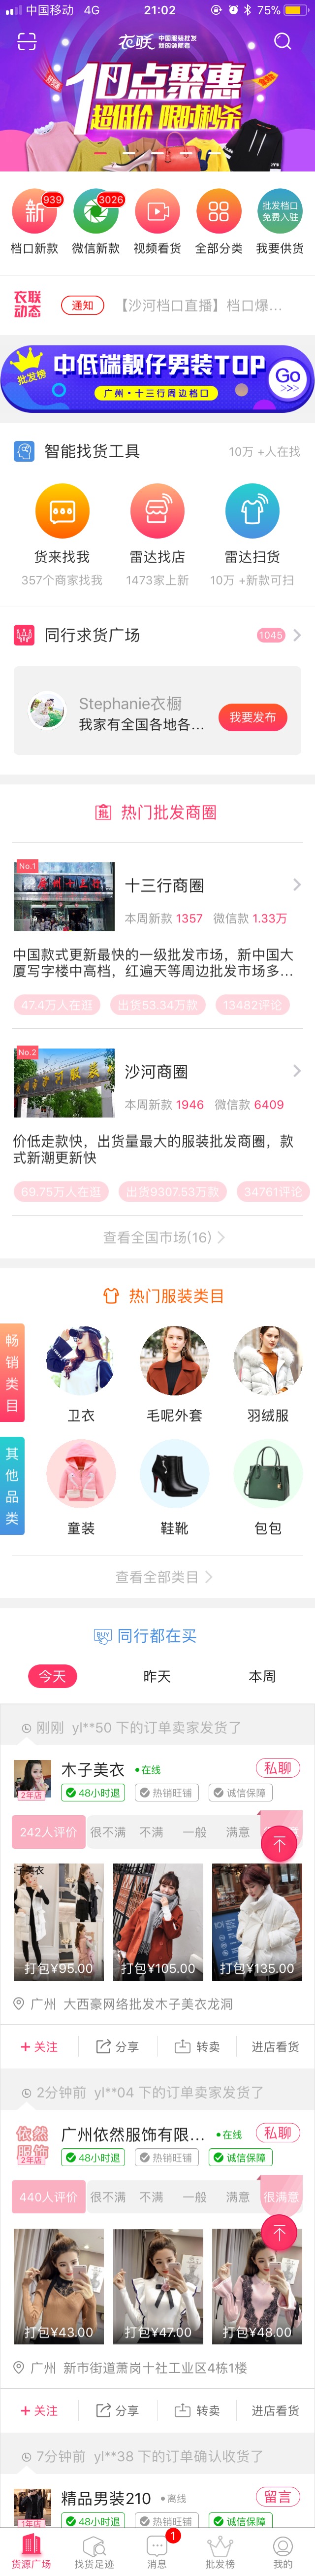 中国移动 4G 21:02 75%
衣联 中国服装批发
新的领航者
10点聚惠
超低价 限时秒杀
新 939 3026 批发档口
免费入驻
档口新款 微信新款 视频看货 全部分类 我要供货
衣联
动态 通知 【沙河档口直播】档口爆...
批发榜 中低端靓仔男装TOP Go >>>
广州·十三行周边档口
智能找货工具 10万 +人在找
货来找我 雷达找店 雷达扫货
357个商家找我 1473家上新 10万 +新款可扫
同行求货广场 1045
Stephanie衣橱
我家有全国各地各... 我要发布
批 热门批发商圈
No.1
十三行商圈
本周新款 1357 微信款 1.33万
中国款式更新最快的一级批发市场，新中国大
厦写字楼中高档，红遍天等周边批发市场多...
47.4万人在逛 出货53.34万款 13482评论
No.2
沙河商圈
本周新款 1946 微信款 6409
价低走款快，出货量最大的服装批发商圈，款
式新潮更新快
69.75万人在逛 出货9307.53万款 34761评论
查看全国市场(16)
热门服装类目
畅销类目
卫衣 毛呢外套 羽绒服
其他品类
童装 鞋靴 包包
查看全部类目
BUY 同行都在买
今天 昨天 本周
刚刚 yl**50 下的订单卖家发货了
木子美衣 •在线 私聊
2年店 48小时退 热销旺铺 诚信保障
242人评价 很不满 不满 一般 满意
打包¥95.00 打包¥105.00 打包¥135.00
广州 大西豪网络批发木子美衣龙洞
+关注 分享 转卖 进店看货
2分钟前 yl**04 下的订单卖家发货了
依然
服饰
广州依然服饰有限... •在线 私聊
2年店 48小时退 热销旺铺 诚信保障
440人评价 很不满 不满 一般 满意 很满意
打包¥43.00 打包¥47.00 打包¥48.00
广州 新市街道萧岗十社工业区4栋1楼
+关注 分享 转卖 进店看货
7分钟前 yl**38 下的订单确认收货了
精品男装210 •离线 留言
1年店 48小时退 热销旺铺 诚信保障
1
货源广场 找货足迹 消息 批发榜 我的